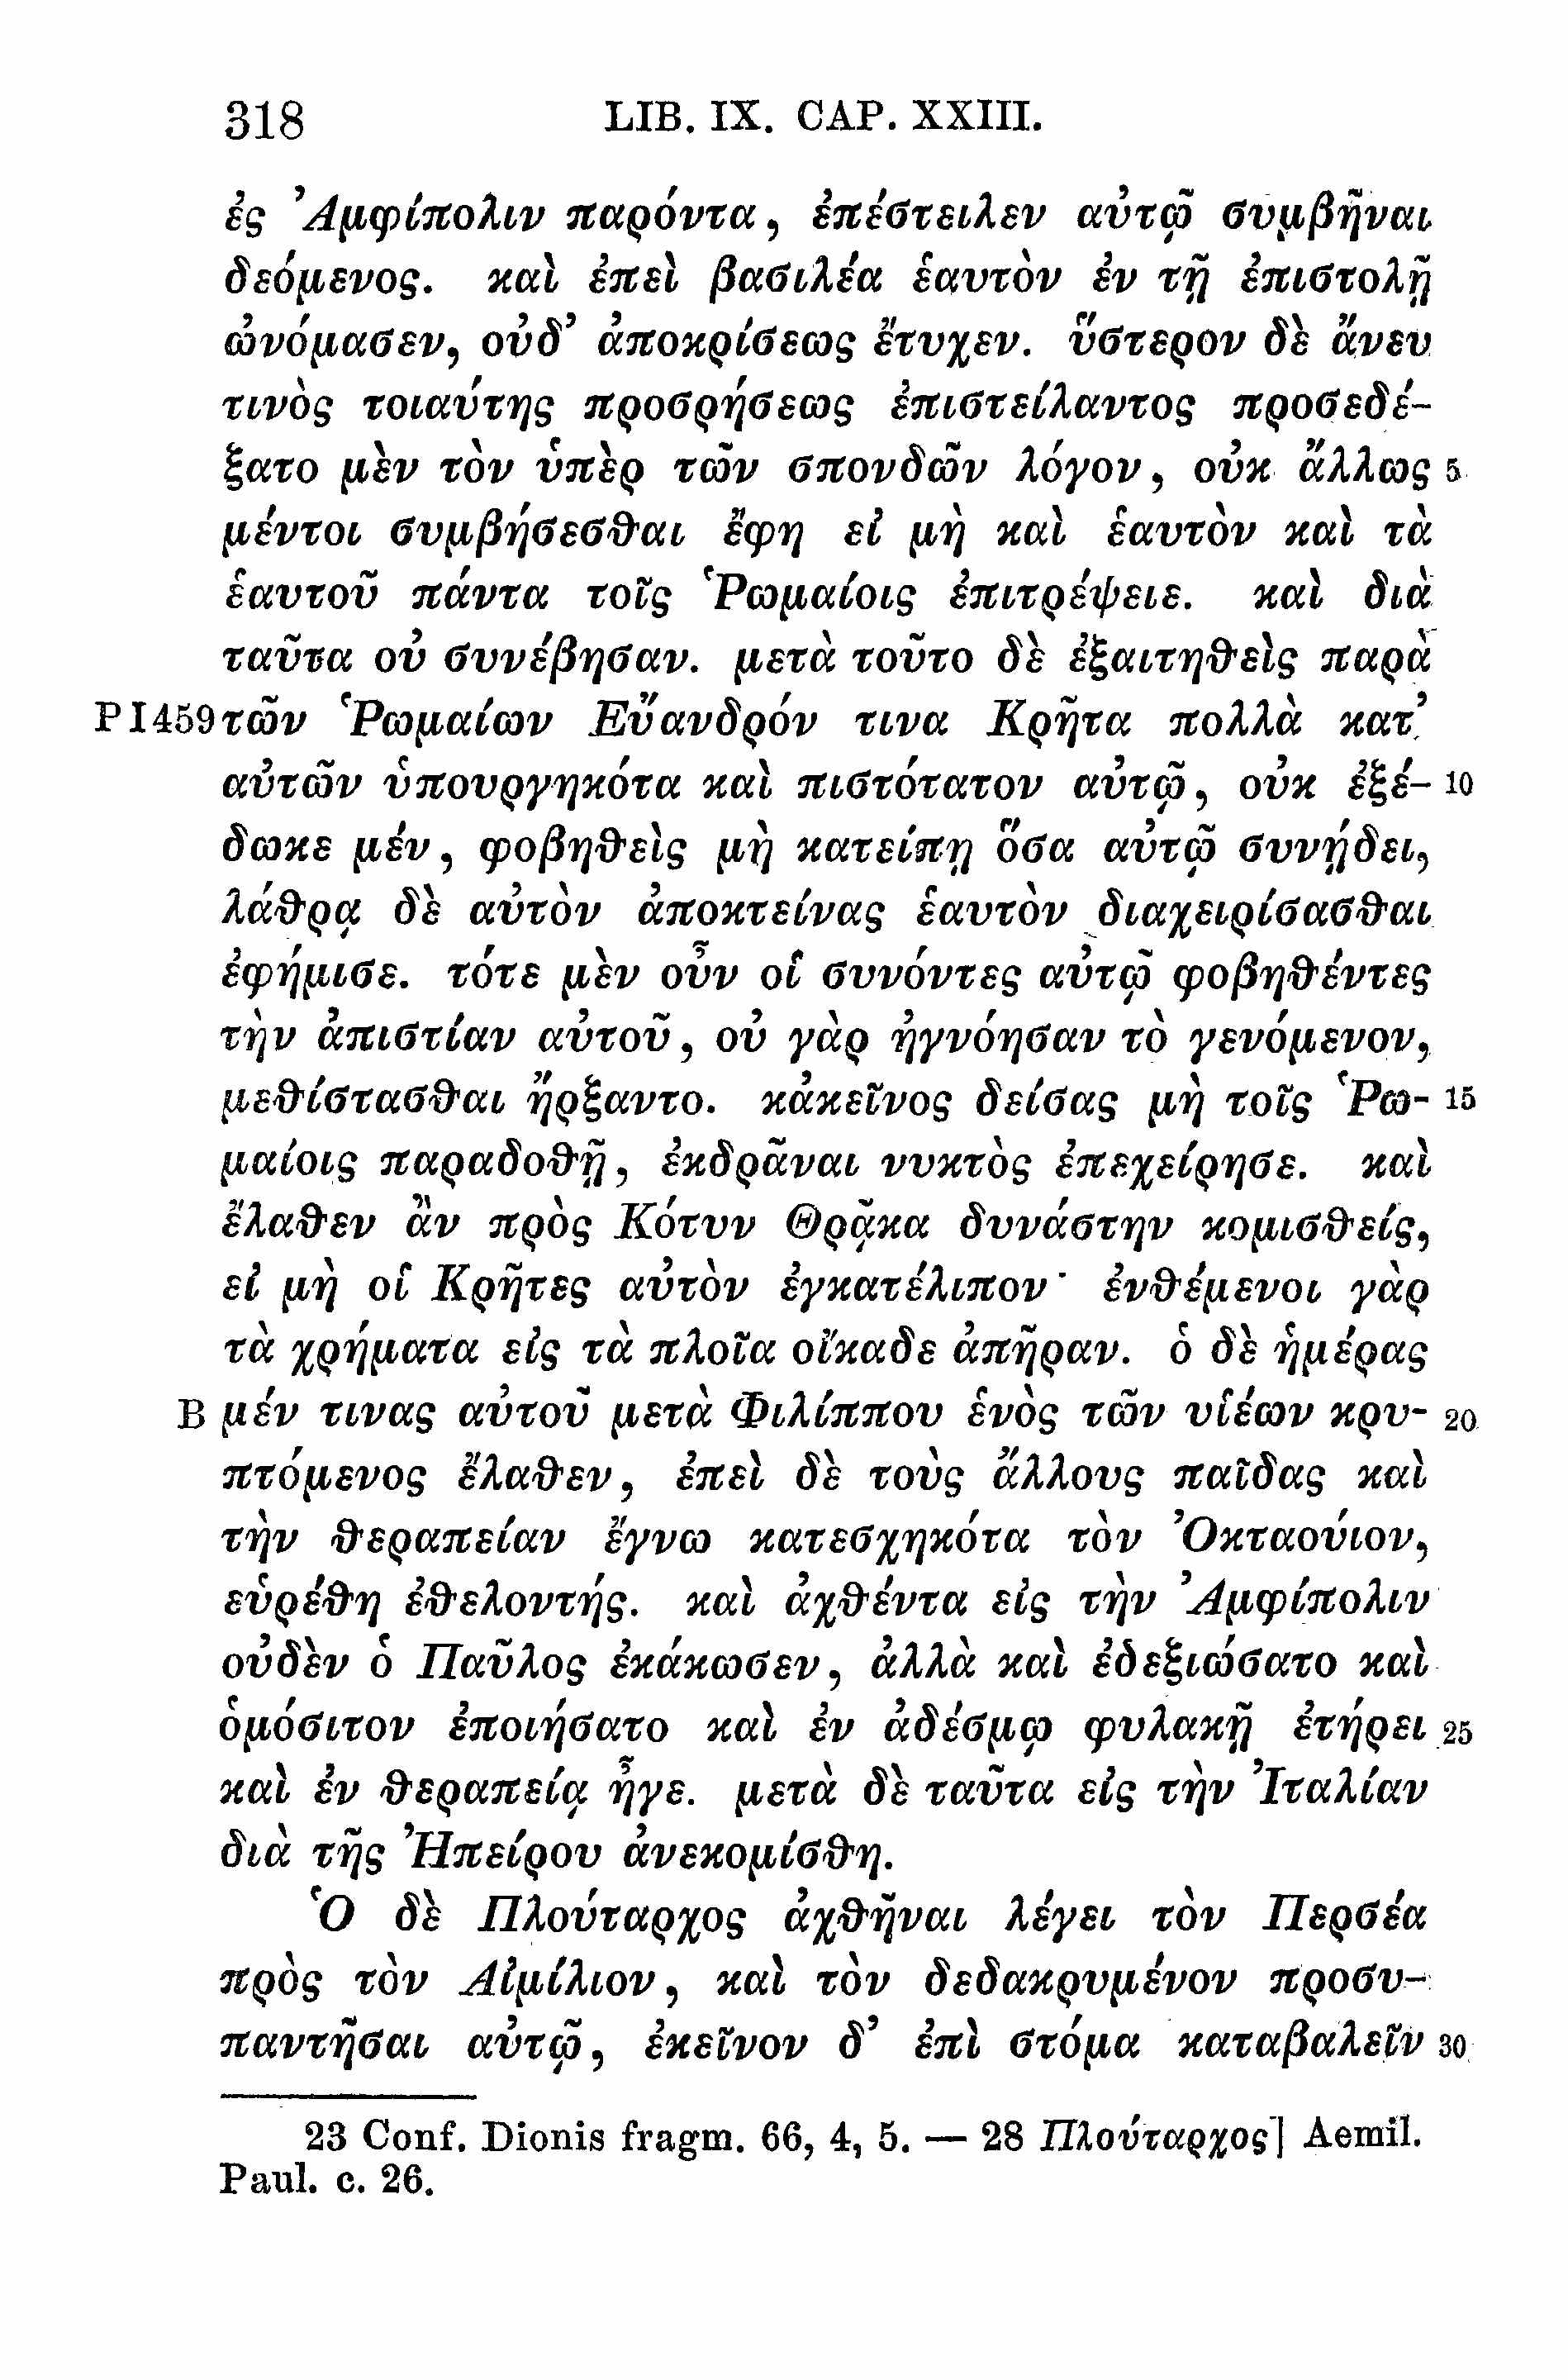 318 LIB. IX. CAP. XXIII.
ἐς Ἀμφίπολιν παρόντα, ἐπέστειλεν αὐτῷ συμβῆναι
δεόμενος. καὶ ἐπεὶ βασιλέα ἑαυτὸν ἐν τῇ ἐπιστολῇ
ὠνόμασεν, οὐδ᾽ ἀποκρίσεως ἔτυχεν. ὕστερον δὲ ἄνευ
τινὸς τοιαύτης προσρήσεως ἐπιστείλαντος προσεδέ-
ξατο μὲν τὸν ὑπὲρ τῶν σπονδῶν λόγον, οὐκ ἄλλως 5
μέντοι συμβήσεσθαι ἔφη εἰ μὴ καὶ ἑαυτὸν καὶ τὰ
ἑαυτοῦ πάντα τοῖς Ῥωμαίοις ἐπιτρέψειε. καὶ διὰ
ταῦτα οὐ συνέβησαν. μετὰ τοῦτο δὲ ἐξαιτηθεὶς παρὰ
P I 459 τῶν Ῥωμαίων Εὔανδρόν τινα Κρῆτα πολλὰ κατ᾽
αὐτῶν ὑπουργηκότα καὶ πιστότατον αὐτῷ, οὐκ ἐξέ- 10
δωκε μέν, φοβηθεὶς μὴ κατείπῃ ὅσα αὐτῷ συνῄδει,
λάθρᾳ δὲ αὐτὸν ἀποκτείνας ἑαυτὸν διαχειρίσασθαι
ἐφήμισε. τότε μὲν οὖν οἱ συνόντες αὐτῷ φοβηθέντες
τὴν ἀπιστίαν αὐτοῦ, οὐ γὰρ ἠγνόησαν τὸ γενόμενον,
μεθίστασθαι ἤρξαντο. κἀκεῖνος δείσας μὴ τοῖς Ῥω- 15
μαίοις παραδοθῇ, ἐκδρᾶναι νυκτὸς ἐπεχείρησε. καὶ
ἔλαθεν ἂν πρὸς Κότυν Θρᾷκα δυνάστην κομισθείς,
εἰ μὴ οἱ Κρῆτες αὐτὸν ἐγκατέλιπον· ἐνθέμενοι γὰρ
τὰ χρήματα εἰς τὰ πλοῖα οἴκαδε ἀπῆραν. ὁ δὲ ἡμέρας
B μέν τινας αὐτοῦ μετὰ Φιλίππου ἑνὸς τῶν υἱέων κρυ- 20
πτόμενος ἔλαθεν, ἐπεὶ δὲ τοὺς ἄλλους παῖδας καὶ
τὴν θεραπείαν ἔγνω κατεσχηκότα τὸν Ὀκταούιον,
εὑρέθη ἐθελοντής. καὶ ἀχθέντα εἰς τὴν Ἀμφίπολιν
οὐδὲν ὁ Παῦλος ἐκάκωσεν, ἀλλὰ καὶ ἐδεξιώσατο καὶ
ὁμόσιτον ἐποιήσατο καὶ ἐν ἀδέσμῳ φυλακῇ ἐτήρει 25
καὶ ἐν θεραπείᾳ ἦγε. μετὰ δὲ ταῦτα εἰς τὴν Ἰταλίαν
διὰ τῆς Ἠπείρου ἀνεκομίσθη.
Ὁ δὲ Πλούταρχος ἀχθῆναι λέγει τὸν Περσέα
πρὸς τὸν Αἰμίλιον, καὶ τὸν δεδακρυμένον προσυ-
παντῆσαι αὐτῷ, ἐκεῖνον δ᾽ ἐπὶ στόμα καταβαλεῖν 30
23 Conf. Dionis fragm. 66, 4, 5. — 28 Πλούταρχος] Aemil.
Paul. c. 26.